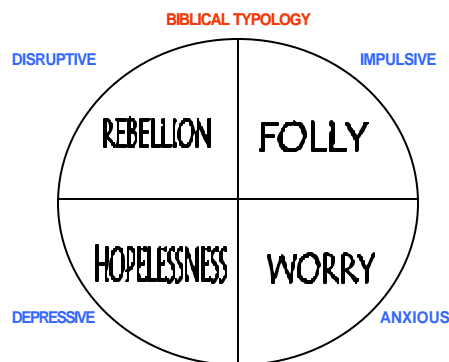 BIBLICAL TYPOLOGY
DISRUPTIVE IMPULSIVE
REBELLION FOLLY
HOPELESSNESS WORRY
DEPRESSIVE ANXIOUS